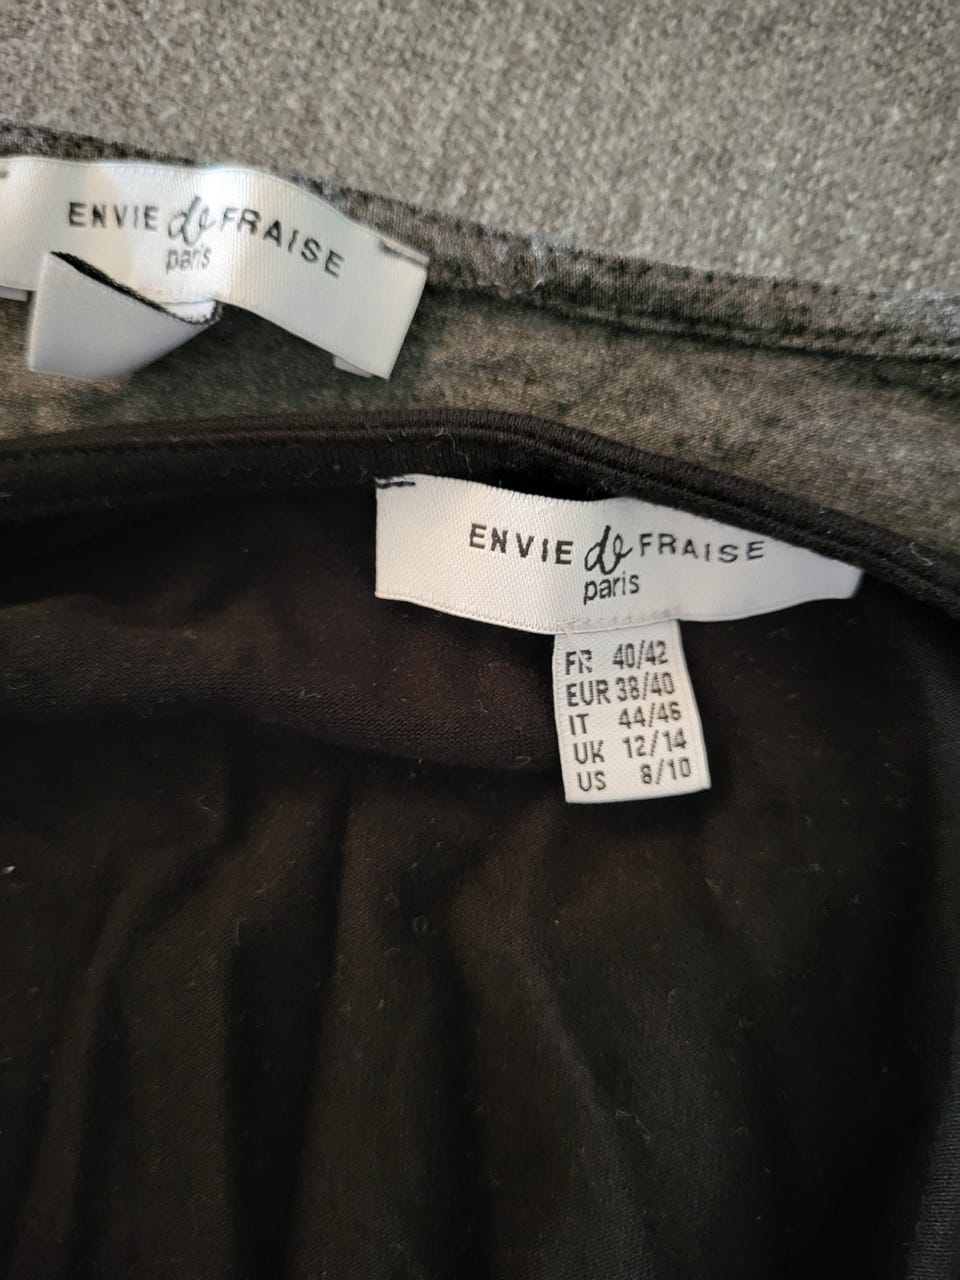 ENVIE de FRAISE
paris
ENVIE de FRAISE
paris
FR 40/42
EUR 38/40
IT 44/46
UK 12/14
US 8/10